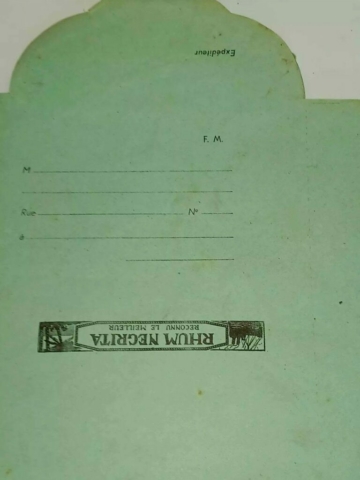 Expéditeur
F. M.
M
Rue N°
à
RHUM NEGRITA
RECONNU LE MEILLEUR